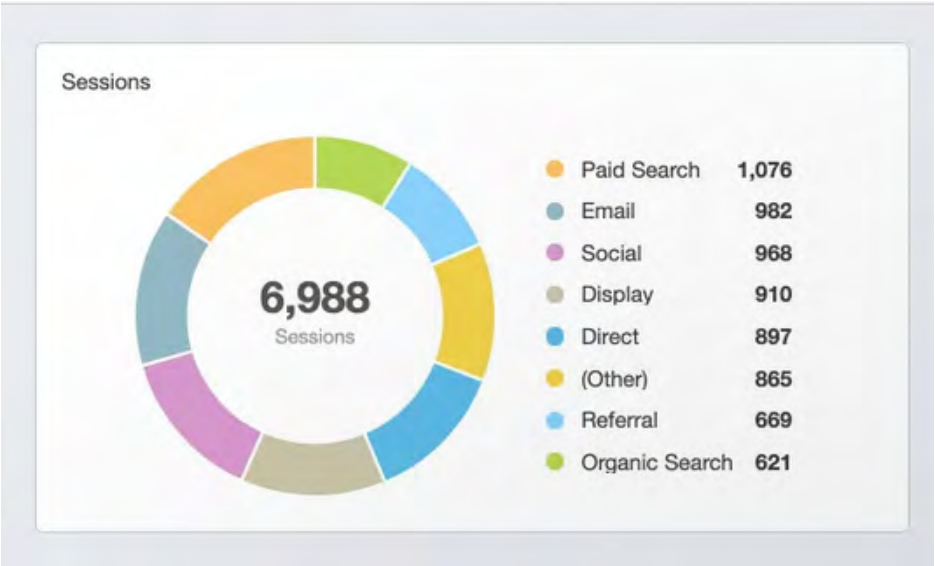 Sessions
6,988
Sessions
Paid Search 1,076
Email 982
Social 968
Display 910
Direct 897
(Other) 865
Referral 669
Organic Search 621